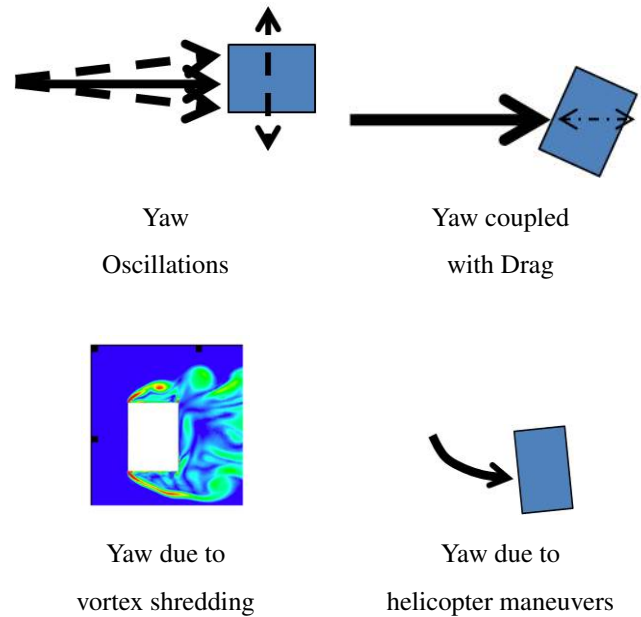 Yaw
Oscillations
Yaw coupled
with Drag
Yaw due to
vortex shredding
Yaw due to
helicopter maneuvers